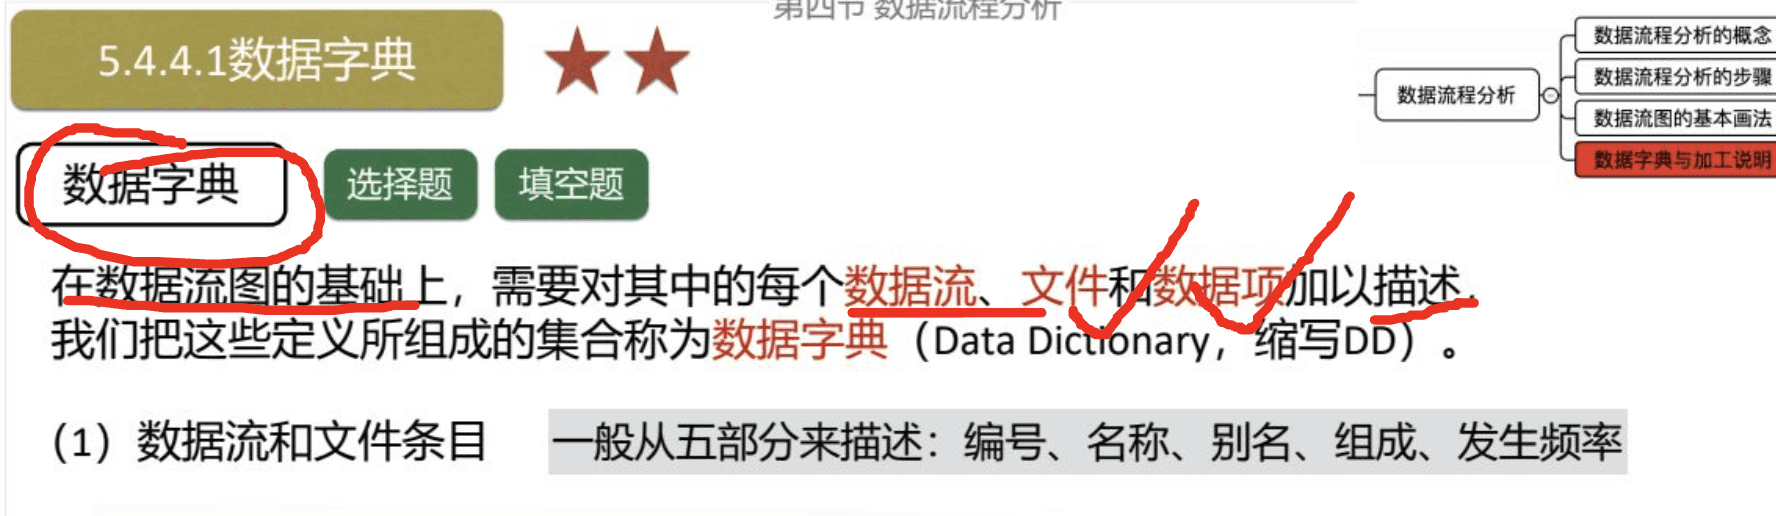 第四节 数据流程分析
5.4.4.1数据字典
数据流程分析
数据流程分析的概念
数据流程分析的步骤
数据流图的基本画法
数据字典与加工说明
数据字典
选择题
填空题
在数据流图的基础上，需要对其中的每个数据流、文件和数据项加以描述，
我们把这些定义所组成的集合称为数据字典（Data Dictionary，缩写DD）。
（1）数据流和文件条目 一般从五部分来描述：编号、名称、别名、组成、发生频率